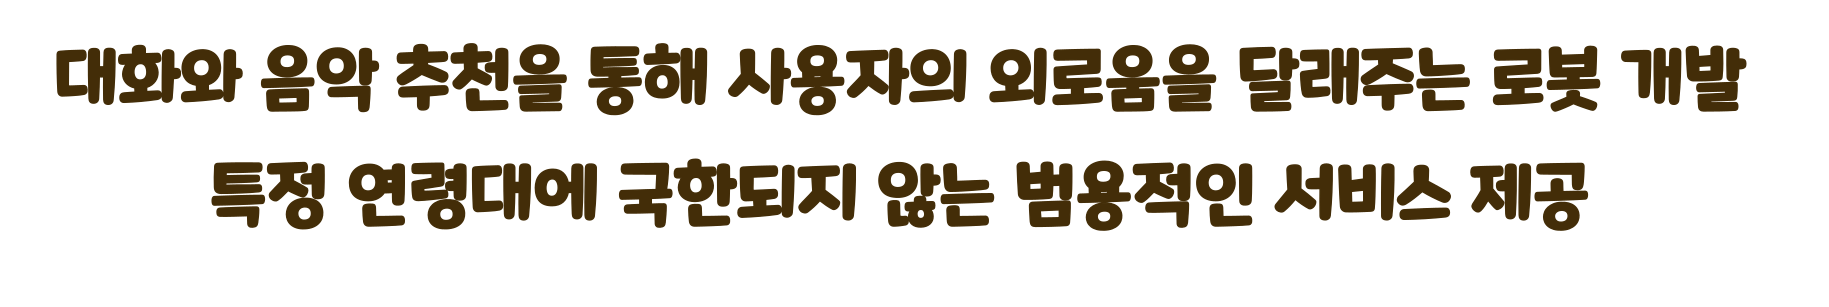 대화와 음악 추천을 통해 사용자의 외로움을 달래주는 로봇 개발
특정 연령대에 국한되지 않는 범용적인 서비스 제공